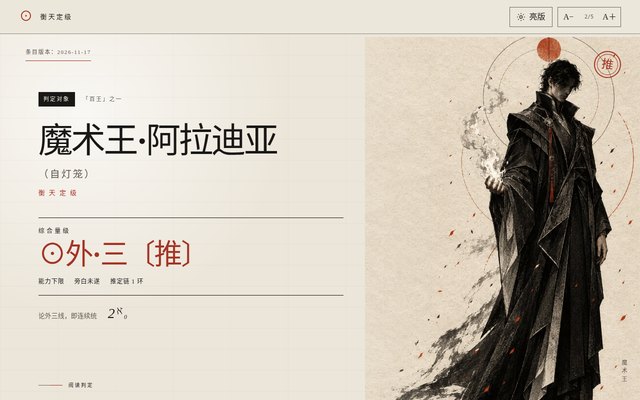 衡天定级
亮版
A−
2/5
A+
条目版本：2026-11-17
判定对象
「百王」之一
魔术王·阿拉迪亚
（自灯笼）
衡天定级
综合量级
⊙外·三〔推〕
能力下限 旁白未遂 推定链 1 环
论外三线，即连续统 2^ℵ₀
阅读判定
推
魔术王